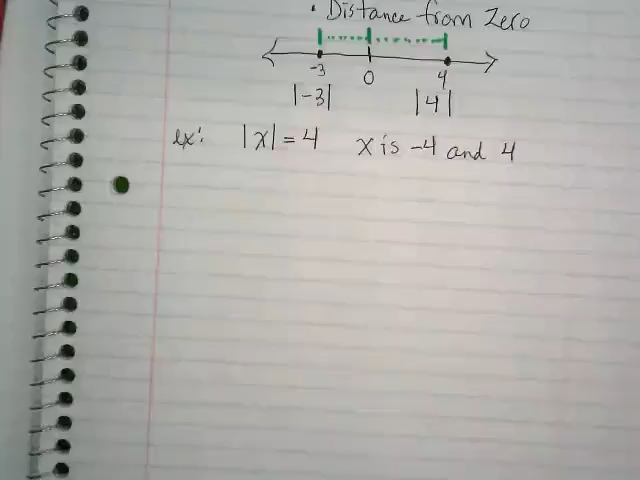 • Distance from Zero
-3 0 4
|-3| |4|
ex: |x| = 4 x is -4 and 4